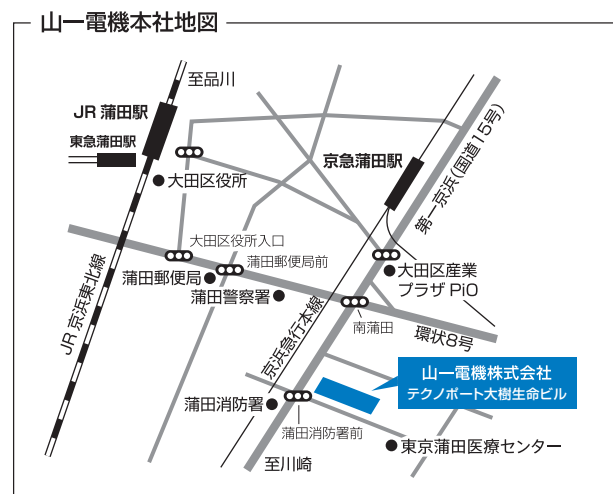 山一電機本社地図
至品川
JR 蒲田駅
東急蒲田駅
大田区役所
京急蒲田駅
第一京浜(国道15号)
大田区役所入口
蒲田郵便局前
蒲田郵便局
蒲田警察署
大田区産業
プラザ PiO
JR 京浜東北線
京浜急行本線
南蒲田
環状8号
山一電機株式会社
テクノポート大樹生命ビル
蒲田消防署
蒲田消防署前
東京蒲田医療センター
至川崎